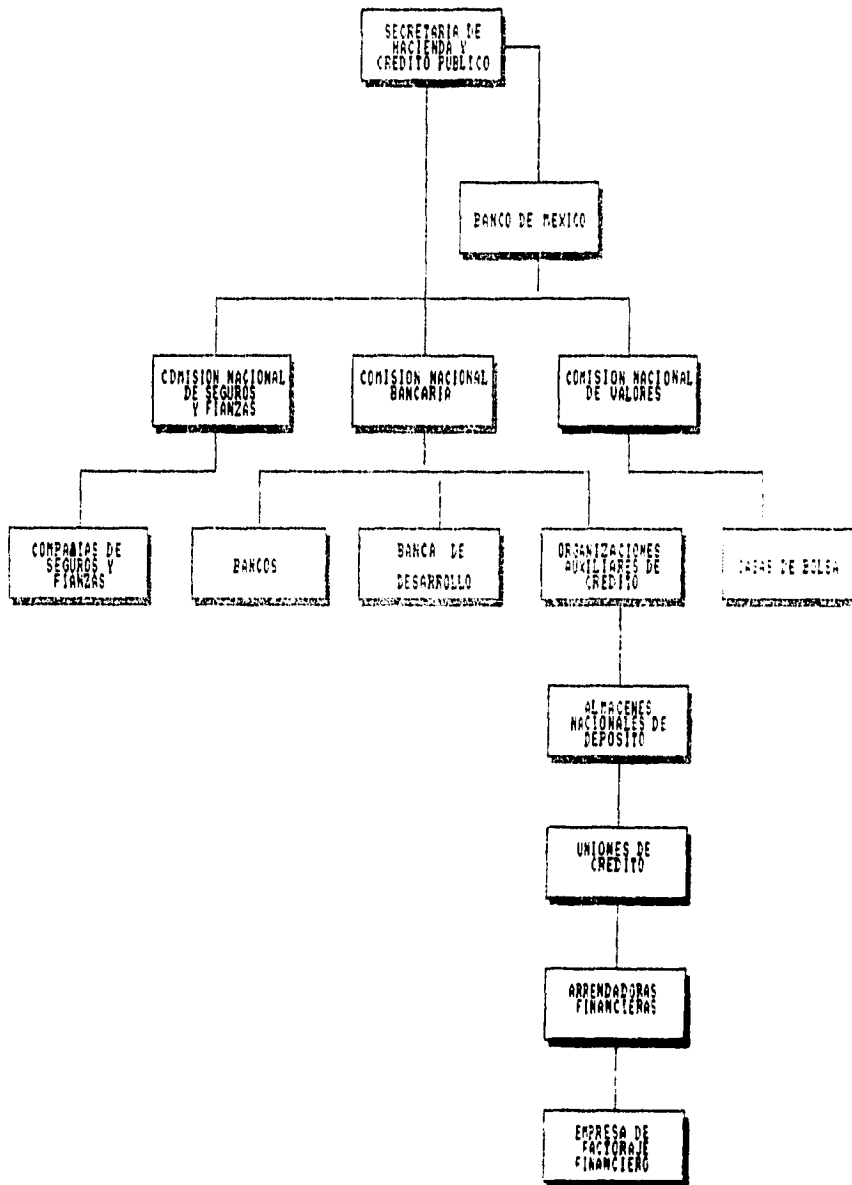 SECRETARIA DE
HACIENDA Y
CREDITO PUBLICO
BANCO DE MEXICO
COMISION NACIONAL
DE SEGUROS
Y FIANZAS
COMISION NACIONAL
BANCARIA
COMISION NACIONAL
DE VALORES
COMPAÑIAS DE
SEGUROS Y
FIANZAS
BANCOS
BANCA DE
DESARROLLO
ORGANIZACIONES
AUXILIARES DE
CREDITO
CASAS DE BOLSA
ALMACENES
NACIONALES DE
DEPOSITO
UNIONES DE
CREDITO
ARRENDADORAS
FINANCIERAS
EMPRESA DE
FACTORAJE
FINANCIERO